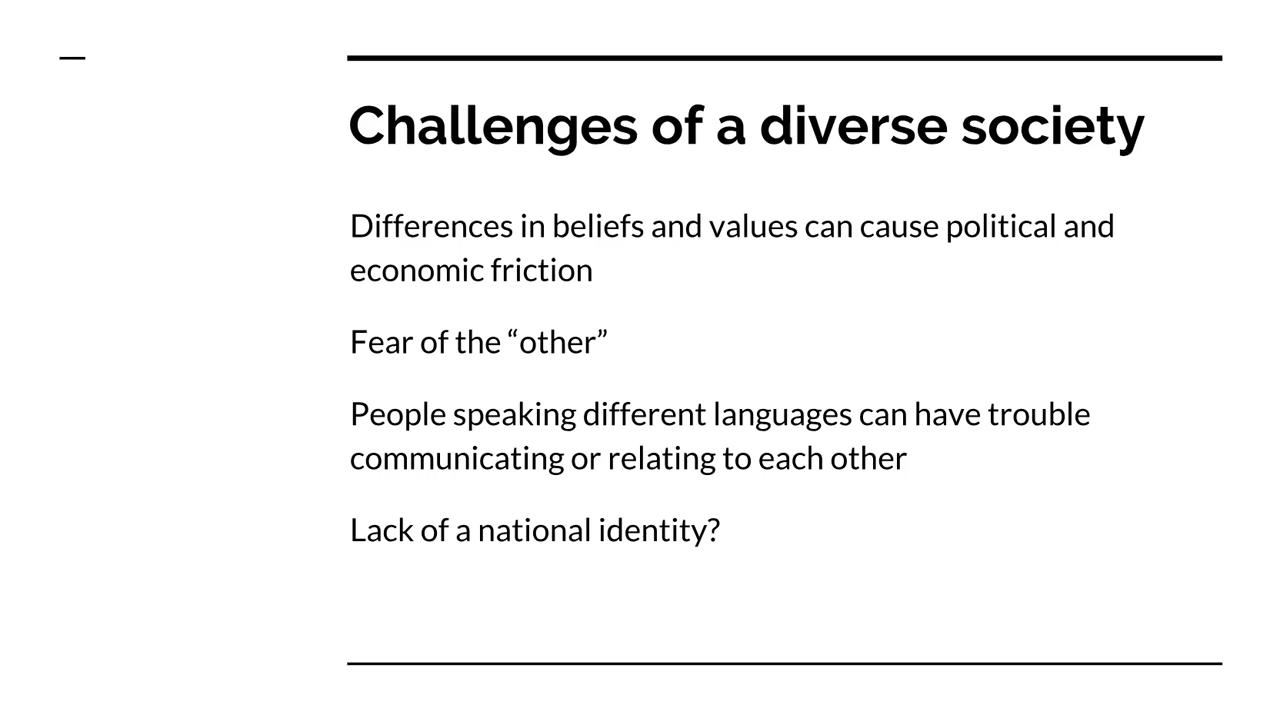 Challenges of a diverse society
Differences in beliefs and values can cause political and
economic friction
Fear of the “other”
People speaking different languages can have trouble
communicating or relating to each other
Lack of a national identity?